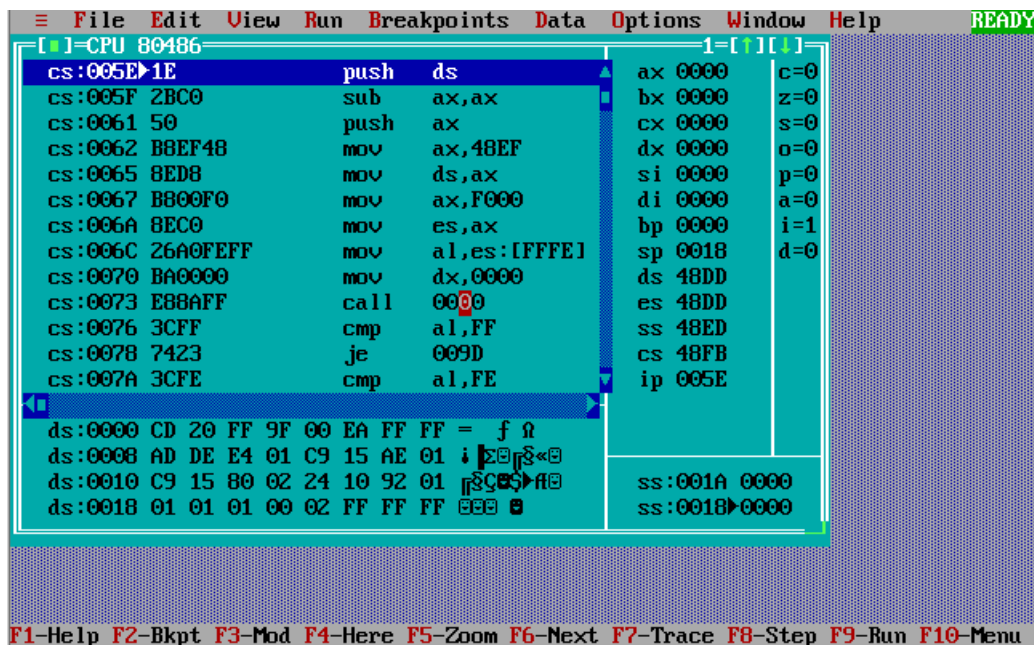 ≡ File Edit View Run Breakpoints Data Options Window Help READY
[■]=CPU 80486 1=[↑][↓]
cs:005E▶1E push ds ax 0000 c=0
cs:005F 2BC0 sub ax,ax bx 0000 z=0
cs:0061 50 push ax cx 0000 s=0
cs:0062 B8EF48 mov ax,48EF dx 0000 o=0
cs:0065 8ED8 mov ds,ax si 0000 p=0
cs:0067 B800F0 mov ax,F000 di 0000 a=0
cs:006A 8EC0 mov es,ax bp 0000 i=1
cs:006C 26A0FEFF mov al,es:[FFFE] sp 0018 d=0
cs:0070 BA0000 mov dx,0000 ds 48DD
cs:0073 E88AFF call 0000 es 48DD
cs:0076 3CFF cmp al,FF ss 48ED
cs:0078 7423 je 009D cs 48FB
cs:007A 3CFE cmp al,FE ip 005E
ds:0000 CD 20 FF 9F 00 EA FF FF = ƒ Ω
ds:0008 AD DE E4 01 C9 15 AE 01 ¡▐Σ☺╔§«☺
ds:0010 C9 15 80 02 24 10 92 01 ╔§Ç☻$►Æ☺ ss:001A 0000
ds:0018 01 01 01 00 02 FF FF FF ☺☺☺ ☻ ss:0018▶0000
F1-Help F2-Bkpt F3-Mod F4-Here F5-Zoom F6-Next F7-Trace F8-Step F9-Run F10-Menu